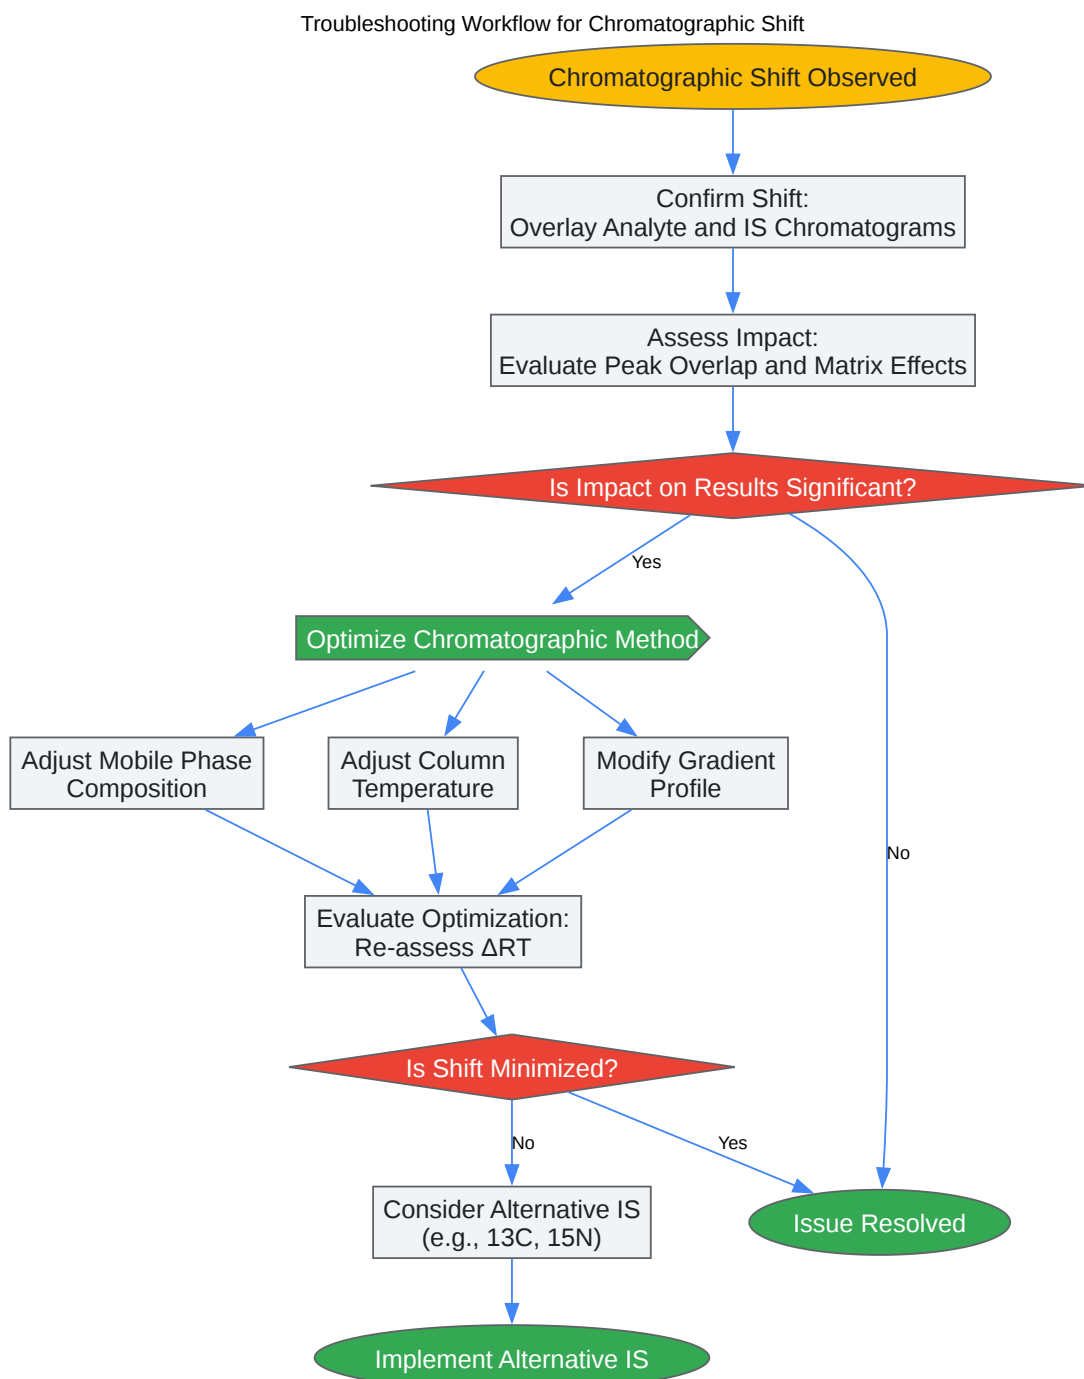 Troubleshooting Workflow for Chromatographic Shift
Chromatographic Shift Observed
Confirm Shift:
Overlay Analyte and IS Chromatograms
Assess Impact:
Evaluate Peak Overlap and Matrix Effects
Is Impact on Results Significant?
Yes
Optimize Chromatographic Method
Adjust Mobile Phase
Composition
Adjust Column
Temperature
Modify Gradient
Profile
No
Evaluate Optimization:
Re-assess ΔRT
Is Shift Minimized?
No
Yes
Consider Alternative IS
(e.g., 13C, 15N)
Issue Resolved
Implement Alternative IS